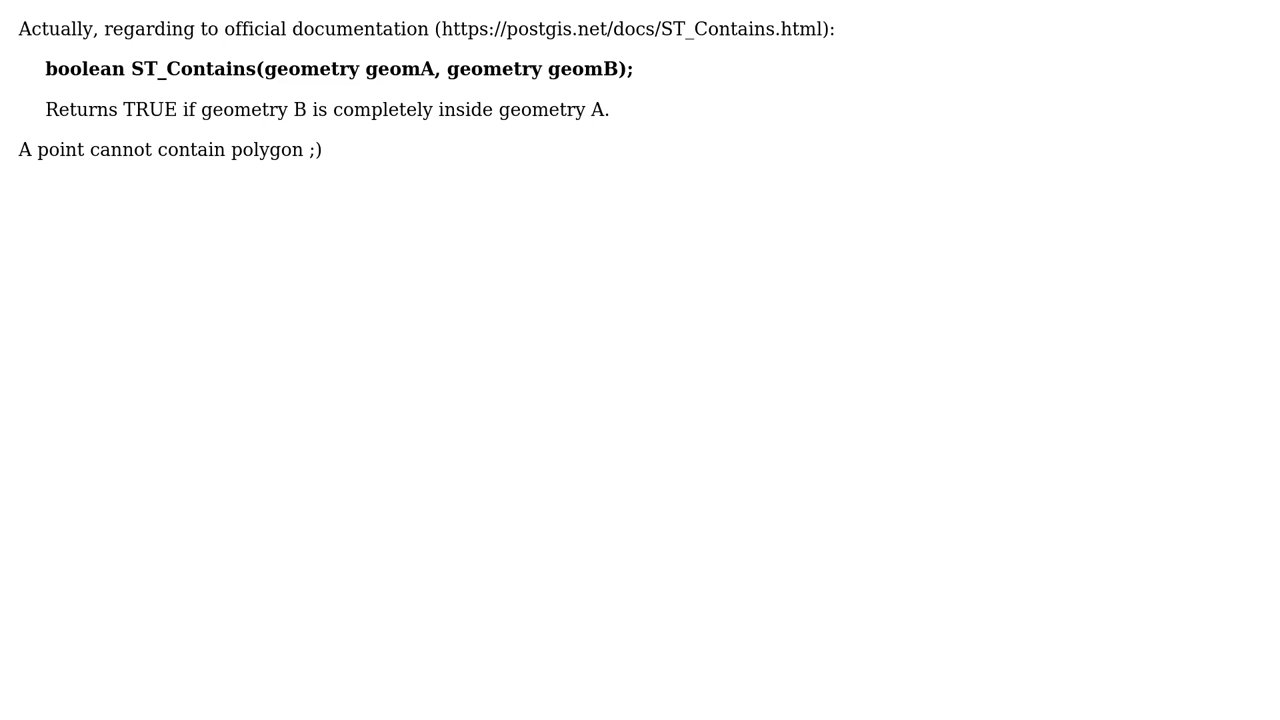 Actually, regarding to official documentation (https://postgis.net/docs/ST_Contains.html):
boolean ST_Contains(geometry geomA, geometry geomB);
Returns TRUE if geometry B is completely inside geometry A.
A point cannot contain polygon ;)